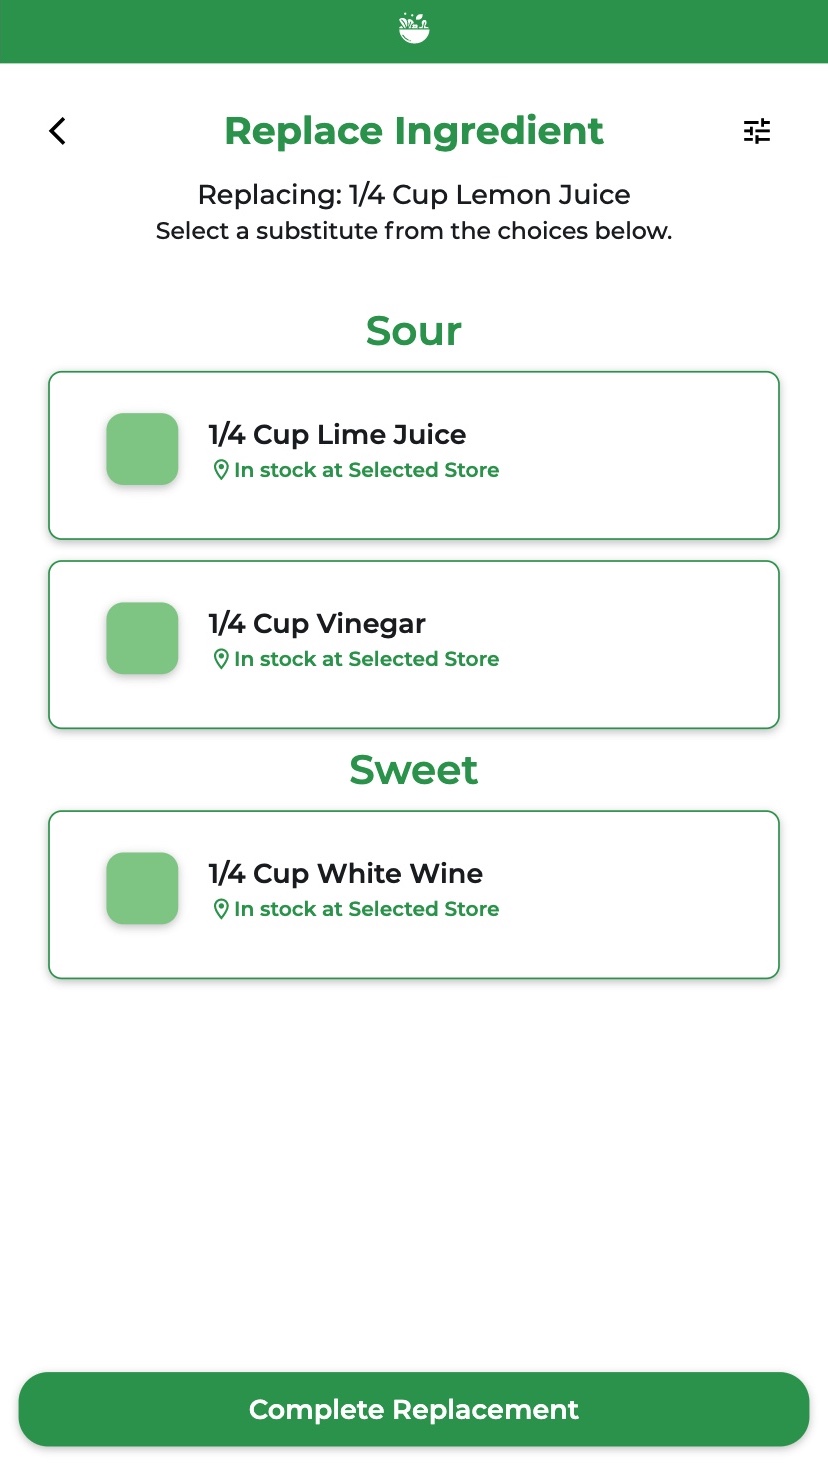 Replace Ingredient
Replacing: 1/4 Cup Lemon Juice
Select a substitute from the choices below.
Sour
1/4 Cup Lime Juice
In stock at Selected Store
1/4 Cup Vinegar
In stock at Selected Store
Sweet
1/4 Cup White Wine
In stock at Selected Store
Complete Replacement